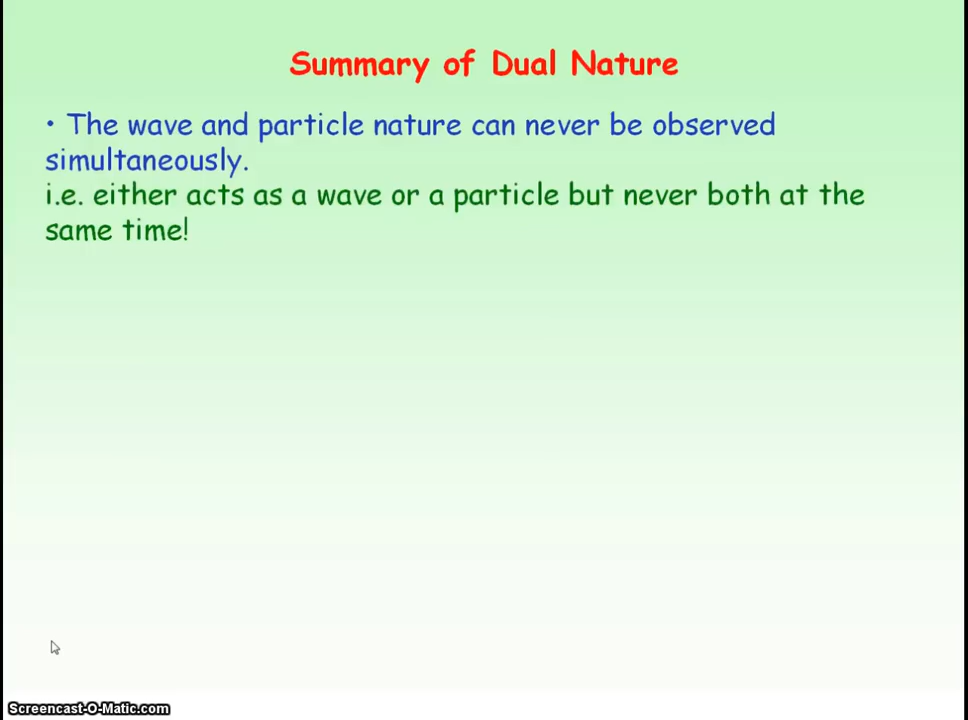 Summary of Dual Nature
• The wave and particle nature can never be observed
simultaneously.
i.e. either acts as a wave or a particle but never both at the
same time!
Screencast-O-Matic.com